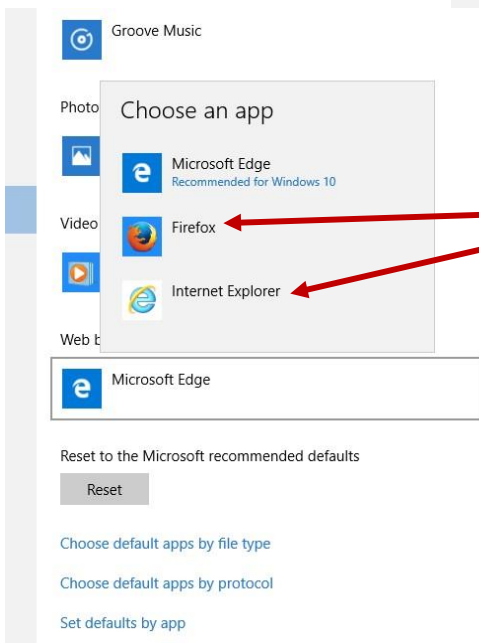 Groove Music
Photo
Choose an app
Microsoft Edge
Recommended for Windows 10
Video
Firefox
Internet Explorer
Web b
Microsoft Edge
Reset to the Microsoft recommended defaults
Reset
Choose default apps by file type
Choose default apps by protocol
Set defaults by app